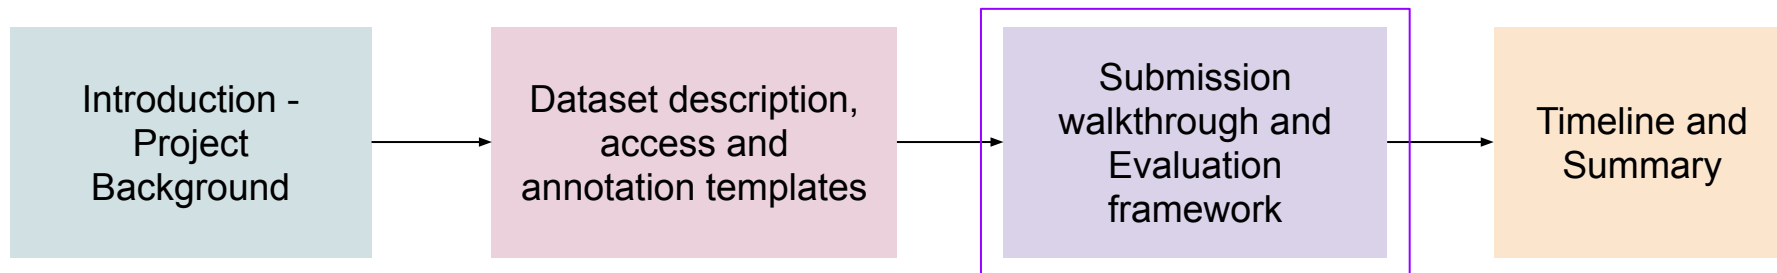 Introduction -
Project
Background
Dataset description,
access and
annotation templates
Submission
walkthrough and
Evaluation
framework
Timeline and
Summary